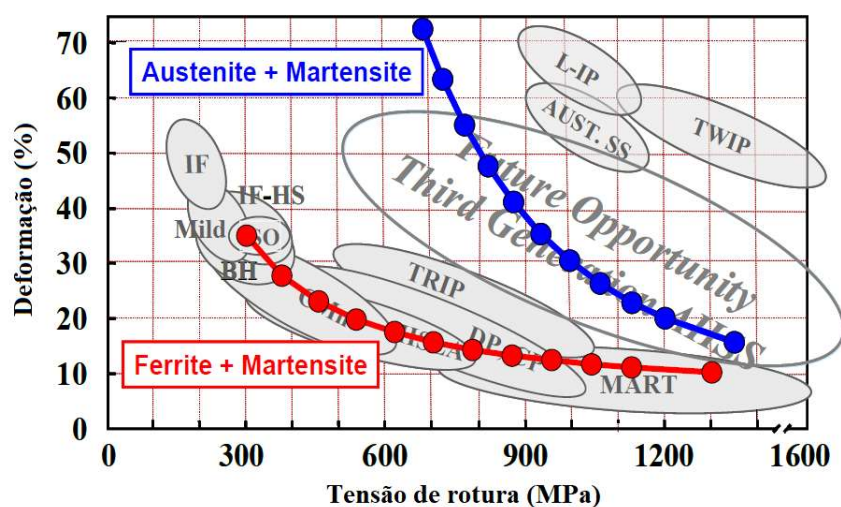 Deformação (%)
70
60
50
40
30
20
10
0
Austenite + Martensite
L-IP
AUST. SS
TWIP
IF
IF-HS
Mild
ISO
BH
Future Opportunity
Third Generation AHSS
TRIP
HSLA
DP, CP
MART
Ferrite + Martensite
0
300
600
900
1200
1600
Tensão de rotura (MPa)